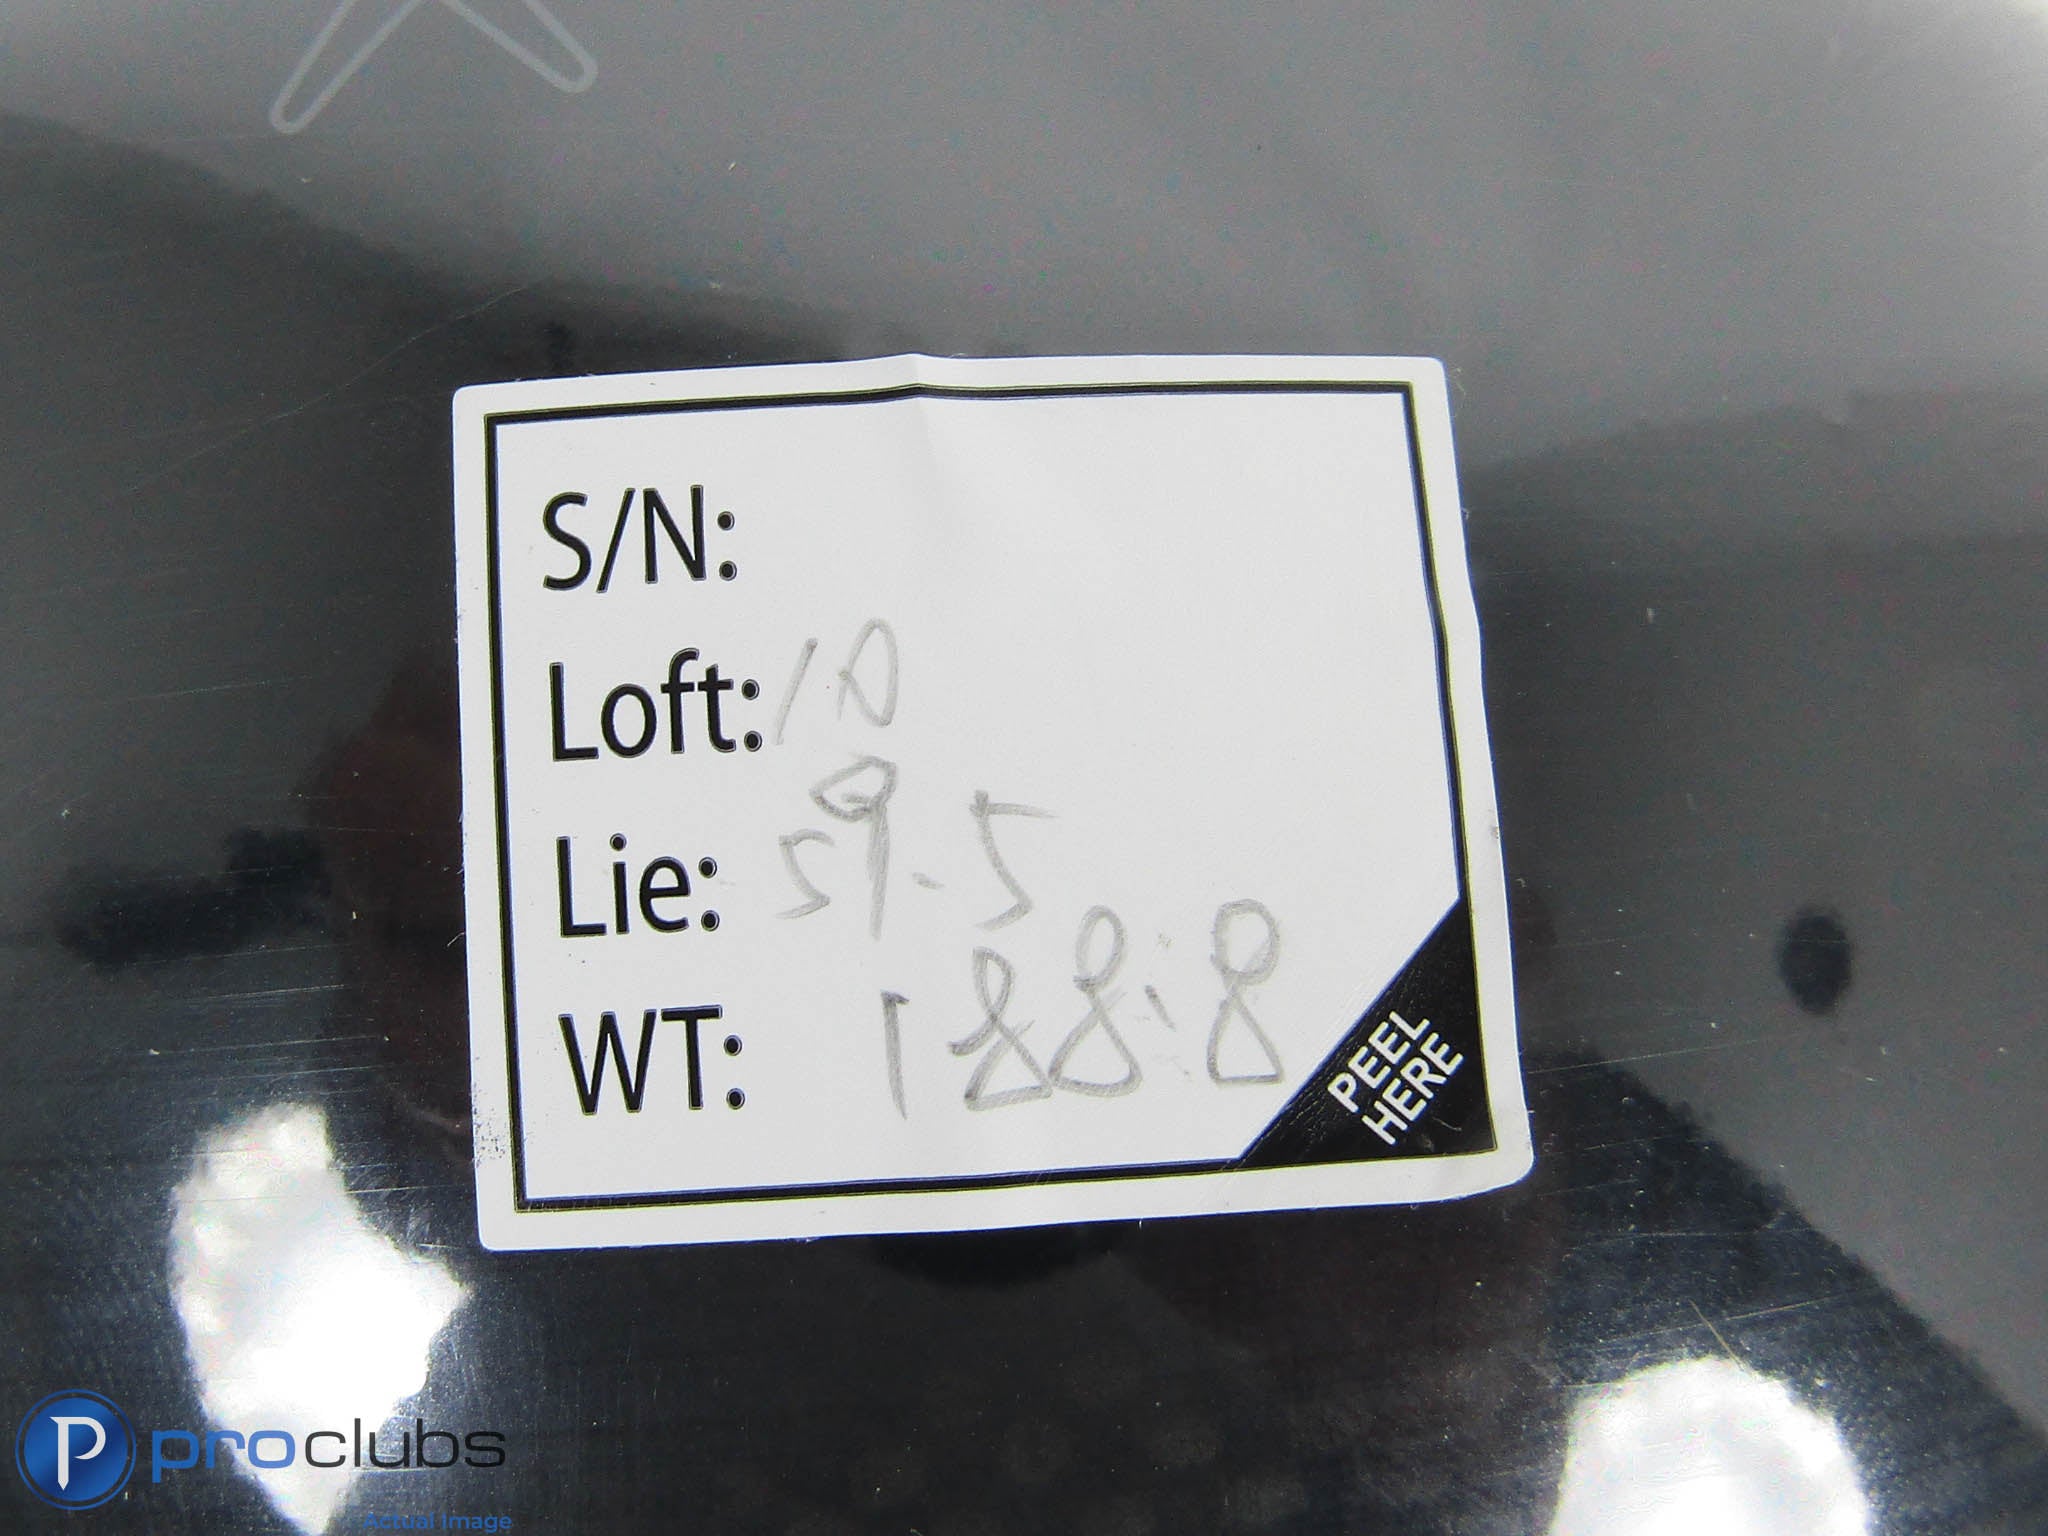 S/N:
Loft: 10
Lie: 59.5
WT: 188.8
PEEL
HERE
P proclubs
Actual Image